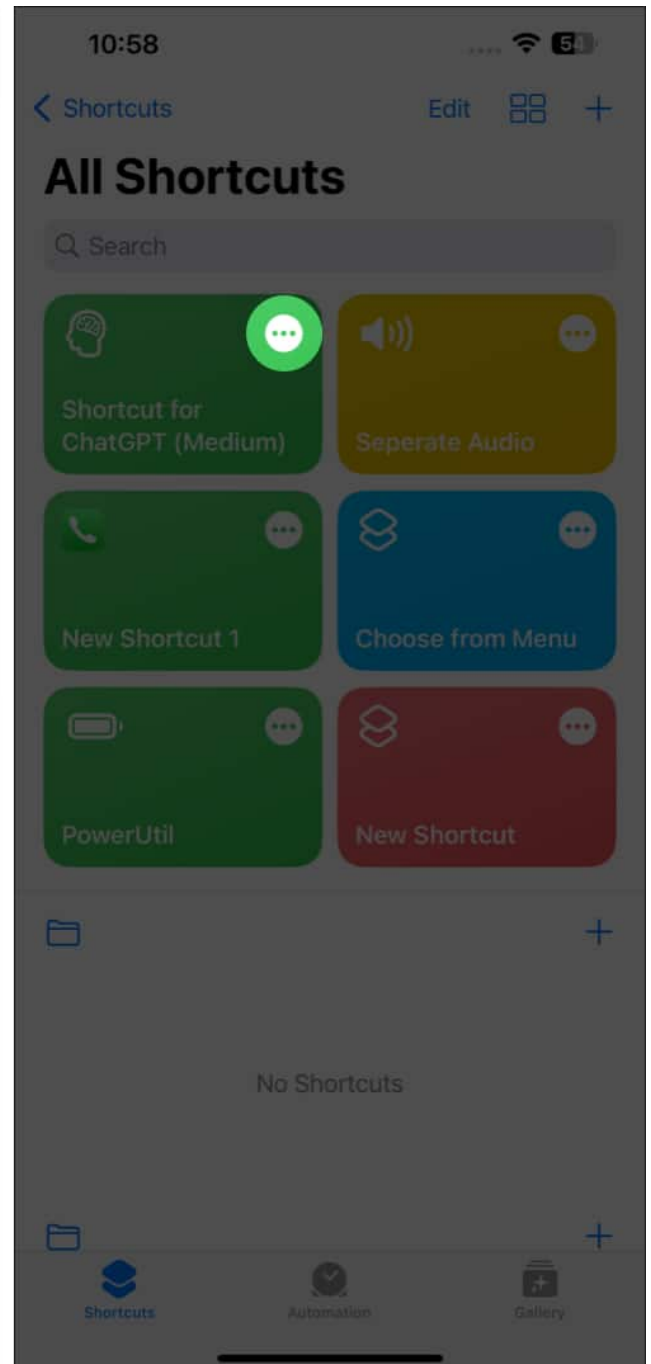 10:58
54
Shortcuts
Edit
All Shortcuts
Search
Shortcut for
ChatGPT (Medium)
Seperate Audio
New Shortcut 1
Choose from Menu
PowerUtil
New Shortcut
No Shortcuts
Shortcuts
Automation
Gallery